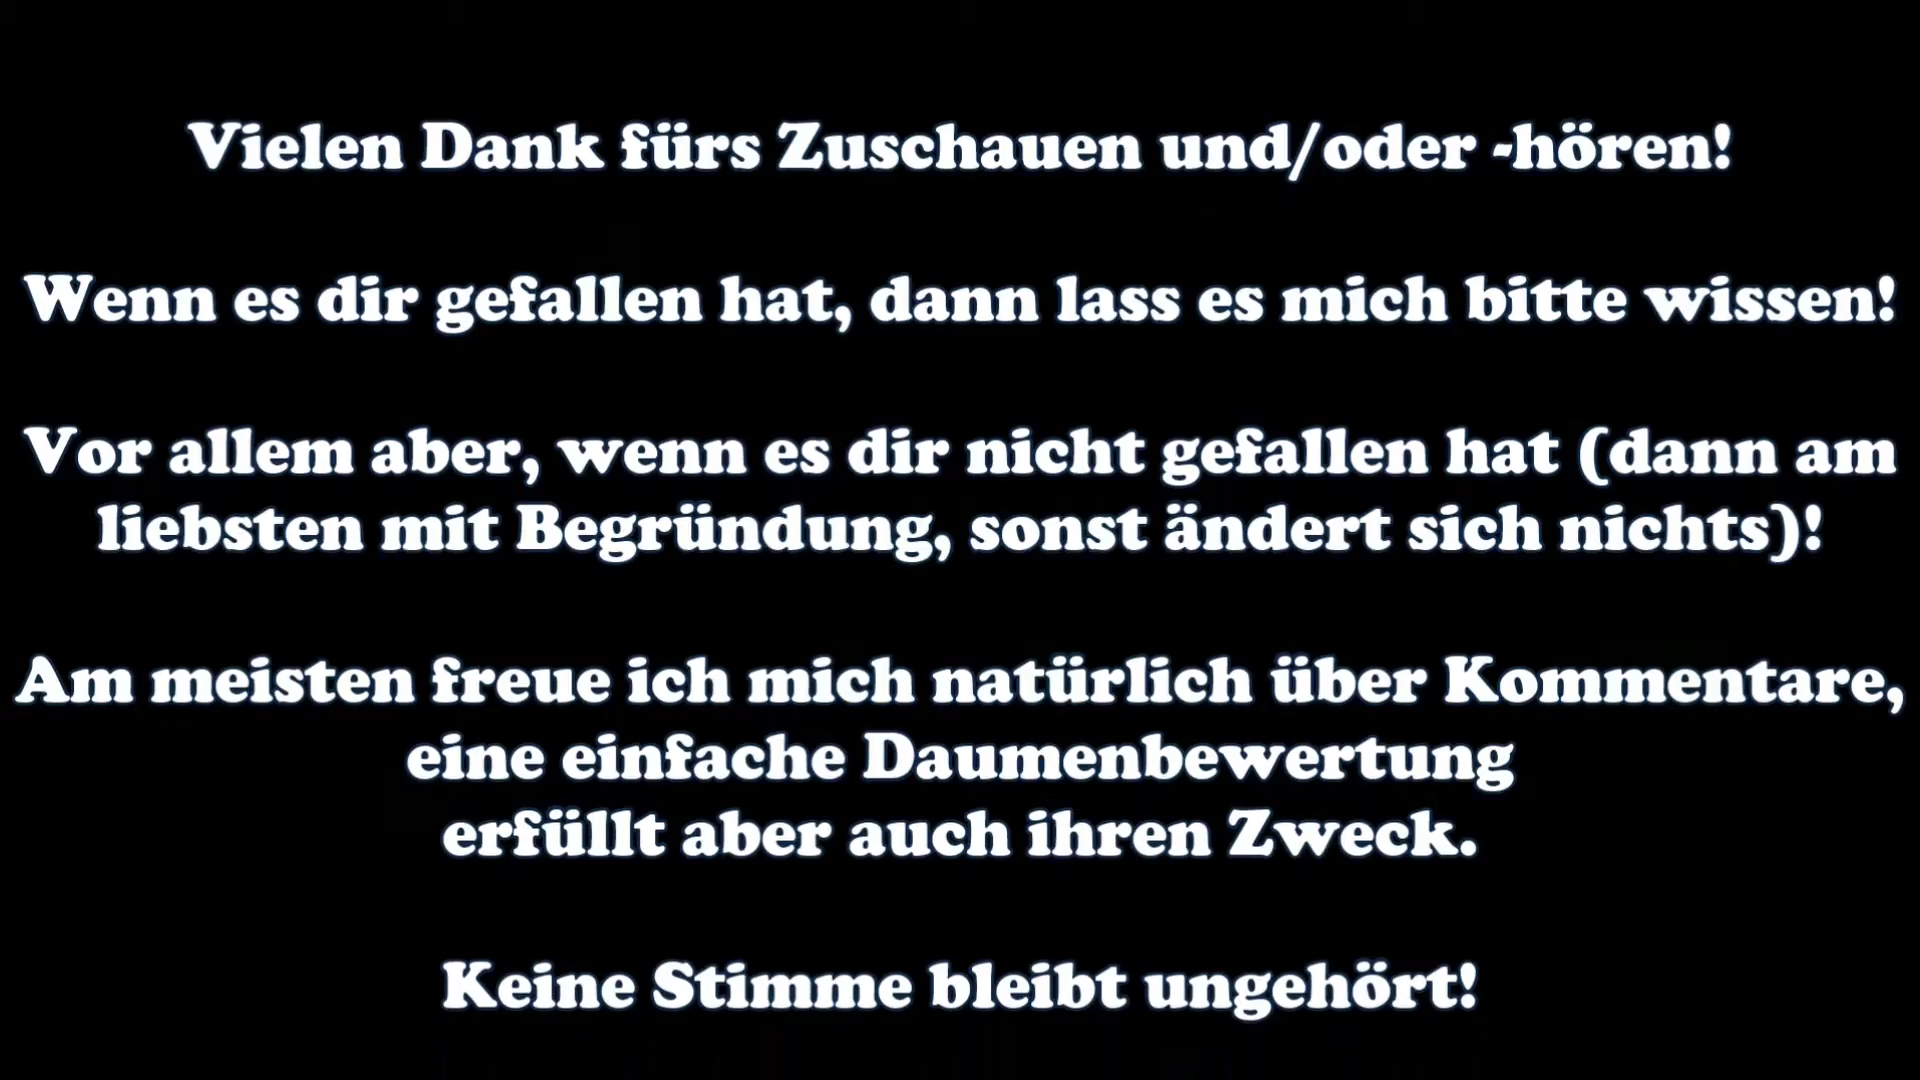 Vielen Dank fürs Zuschauen und/oder -hören!
Wenn es dir gefallen hat, dann lass es mich bitte wissen!
Vor allem aber, wenn es dir nicht gefallen hat (dann am
liebsten mit Begründung, sonst ändert sich nichts)!
Am meisten freue ich mich natürlich über Kommentare,
eine einfache Daumenbewertung
erfüllt aber auch ihren Zweck.
Keine Stimme bleibt ungehört!